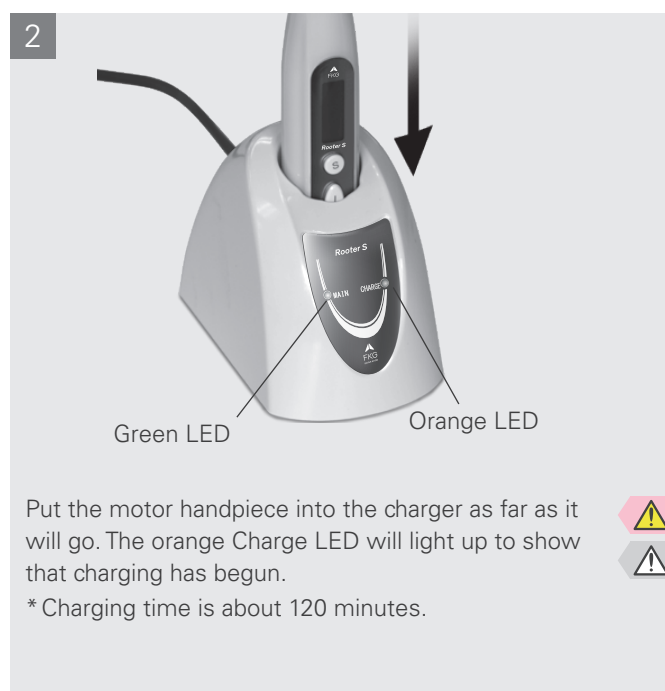 2
FKG
Rooter S
S
Rooter S
MAIN
CHARGE
FKG
Green LED
Orange LED
Put the motor handpiece into the charger as far as it
will go. The orange Charge LED will light up to show
that charging has begun.
* Charging time is about 120 minutes.